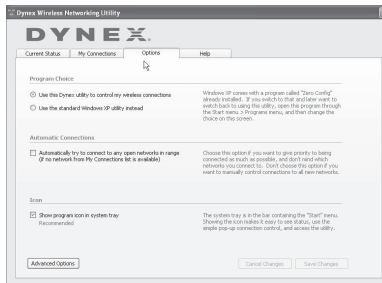 Dynex Wireless Networking Utility
DYNEX.
Current Status My Connections Options Help
Program Choice
Use this Dynex utility to control my wireless connections
Use the standard Windows XP utility instead
Windows XP comes with a program called "Zero Config"
already installed. If you switch to that and later want to
switch back to using this utility, open this program through
the Start menu > Programs menu, and then change the
choice on this screen.
Automatic Connections
Automatically try to connect to any open networks in range
(if no network from My Connections list is available)
Choose this option if you want to give priority to being
connected as much as possible, and don't mind which
networks you connect to. Don't choose this option if you
want to manually control connections to all new networks.
Icon
Show program icon in system tray
Recommended
The system tray is in the bar containing the "Start" menu.
Showing the icon makes it easy to see status, use the
simple pop-up connection control, and access the utility.
Advanced Options Cancel Changes Save Changes